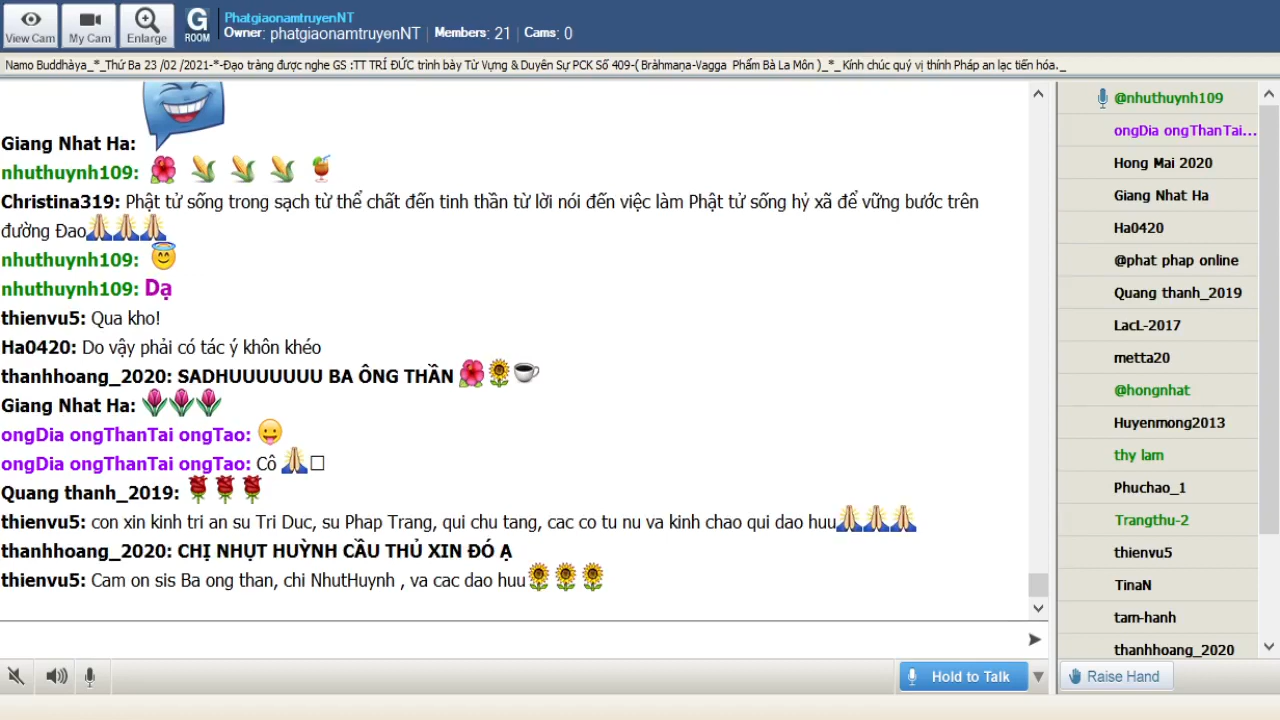 View Cam
My Cam
Enlarge
G
ROOM
PhatgiaonamtruyenNT
Owner: phatgiaonamtruyenNT | Members: 21 | Cams: 0
Namo Buddhàya_*_Thứ Ba 23 /02 /2021-*-Đạo tràng được nghe GS :TT TRÍ ĐỨC trình bày Từ Vựng & Duyên Sự PCK Số 409-( Bràhmaṇa-Vagga Phẩm Bà La Môn )_*_ Kính chúc quý vị thính Pháp an lạc tiến hóa._
Giang Nhat Ha:
nhuthuynh109:
Christina319: Phật tử sống trong sạch từ thể chất đến tinh thần từ lời nói đến việc làm Phật tử sống hỷ xã để vững bước trên
đường Đao
nhuthuynh109:
nhuthuynh109: Dạ
thienvu5: Qua kho!
Ha0420: Do vậy phải có tác ý khôn khéo
thanhhoang_2020: SADHUUUUUUU BA ÔNG THẦN
Giang Nhat Ha:
ongDia ongThanTai ongTao:
ongDia ongThanTai ongTao: Cô
Quang thanh_2019:
thienvu5: con xin kinh tri an su Tri Duc, su Phap Trang, qui chu tang, cac co tu nu va kinh chao qui dao huu
thanhhoang_2020: CHỊ NHỰT HUỲNH CẦU THỦ XIN ĐÓ Ạ
thienvu5: Cam on sis Ba ong than, chi NhutHuynh , va cac dao huu
Hold to Talk
@nhuthuynh109
ongDia ongThanTai...
Hong Mai 2020
Giang Nhat Ha
Ha0420
@phat phap online
Quang thanh_2019
LacL-2017
metta20
@hongnhat
Huyenmong2013
thy lam
Phuchao_1
Trangthu-2
thienvu5
TinaN
tam-hanh
thanhhoang_2020
Raise Hand